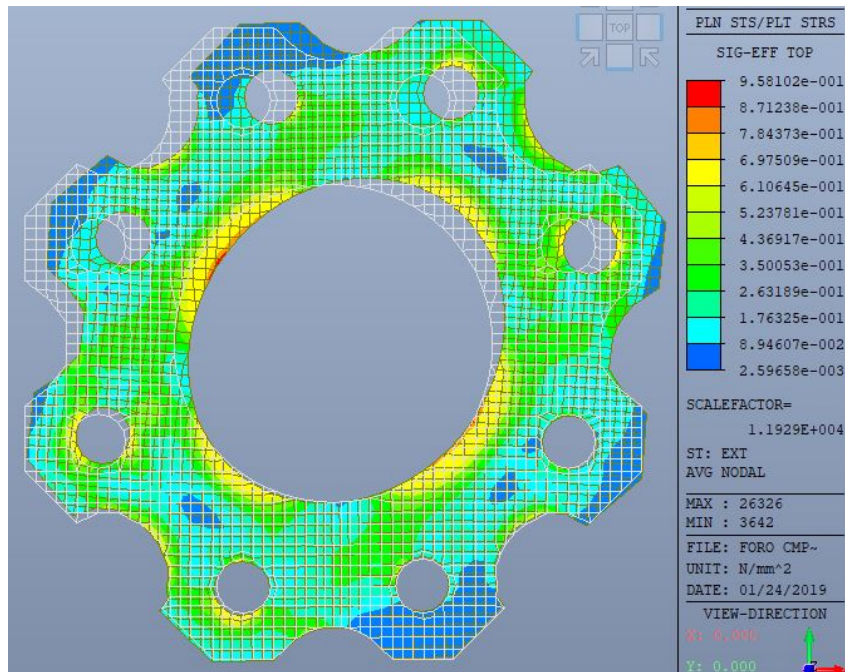 TOP
PLN STS/PLT STRS
SIG-EFF TOP
9.58102e-001
8.71238e-001
7.84373e-001
6.97509e-001
6.10645e-001
5.23781e-001
4.36917e-001
3.50053e-001
2.63189e-001
1.76325e-001
8.94607e-002
2.59658e-003
SCALEFACTOR=
1.1929E+004
ST: EXT
AVG NODAL
MAX : 26326
MIN : 3642
FILE: FORO CMP~
UNIT: N/mm^2
DATE: 01/24/2019
VIEW-DIRECTION
X: 0.000
Y: 0.000